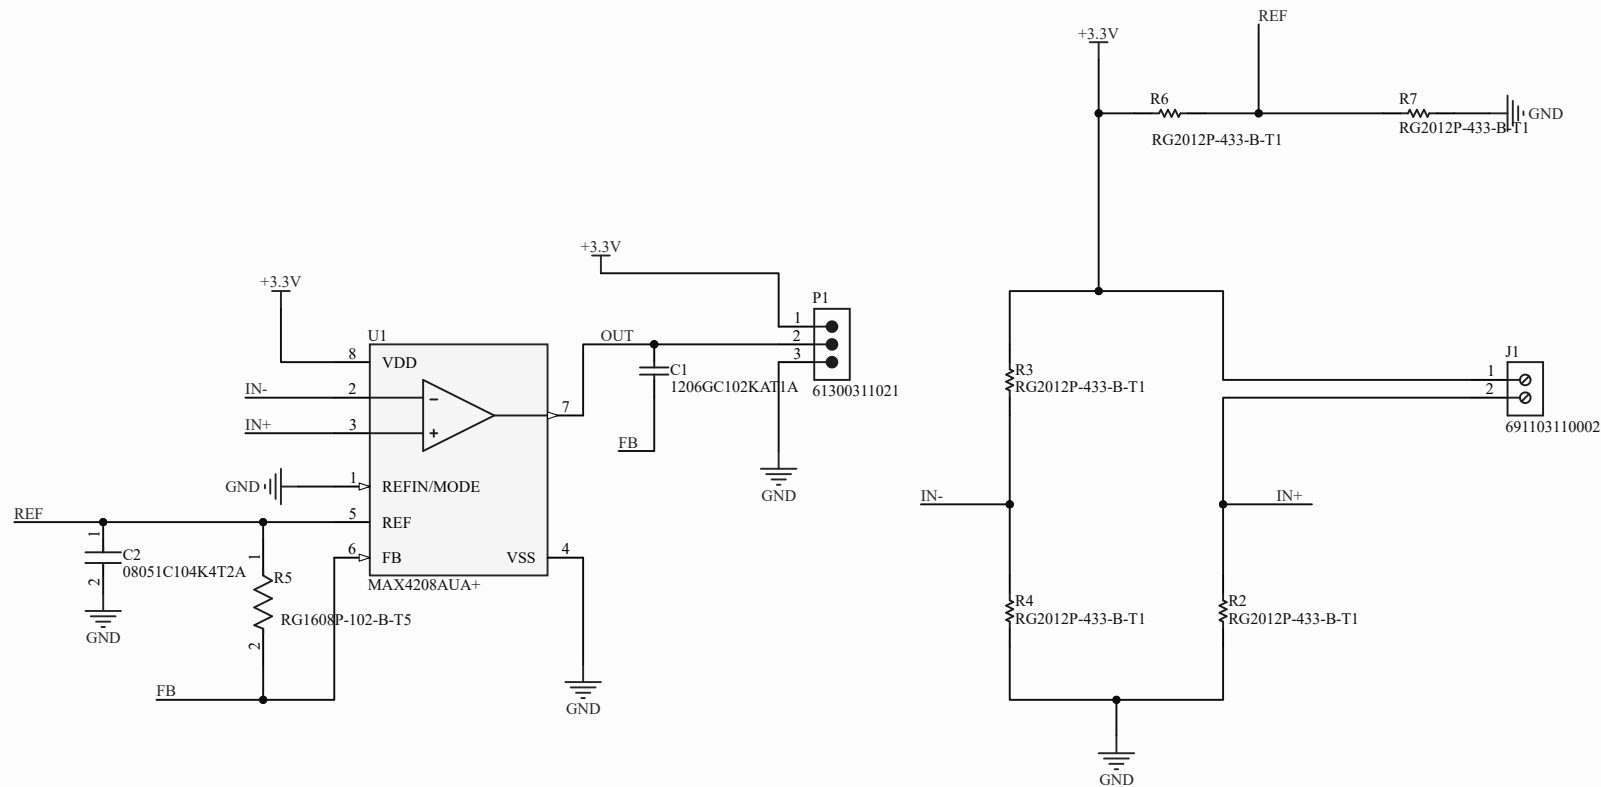 REF
+3.3V
R6
R7
GND
RG2012P-433-B-T1
RG2012P-433-B-T1
+3.3V
+3.3V
P1
U1
OUT
1
2
3
8
VDD
C1
1206GC102KAT1A
61300311021
IN-
2
7
IN+
3
FB
GND
1
REFIN/MODE
GND
REF
5
REF
1
C2
08051C104K4T2A
2
GND
1
R5
RG1608P-102-B-T5
2
6
FB
VSS
4
MAX4208AUA+
FB
GND
R3
RG2012P-433-B-T1
J1
1
2
691103110002
IN-
IN+
R4
RG2012P-433-B-T1
R2
RG2012P-433-B-T1
GND